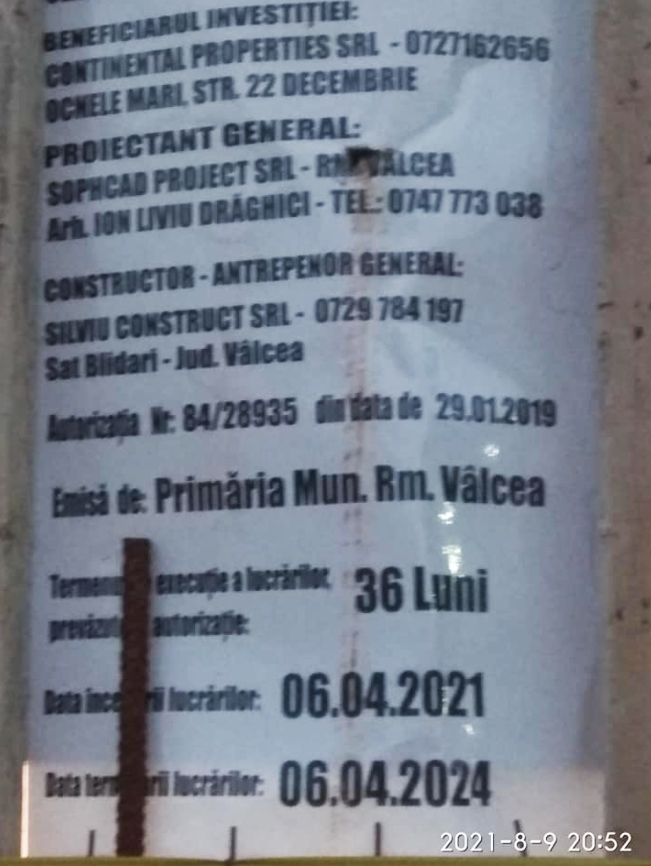 BENEFICIARUL INVESTIȚIEI:
CONTINENTAL PROPERTIES SRL - 0727162656
OCNELE MARI, STR. 22 DECEMBRIE
PROIECTANT GENERAL:
SOPHCAD PROJECT SRL - RM VÂLCEA
Arh. ION LIVIU DRĂGHICI - TEL.: 0747 773 038
CONSTRUCTOR - ANTREPENOR GENERAL:
SILVIU CONSTRUCT SRL - 0729 784 197
Sat Blidari - Jud. Vâlcea
Autorizația Nr: 84/28935 din data de 29.01.2019
Emisă de: Primăria Mun. Rm. Vâlcea
execuție a lucrărilor, 36 Luni
autorizație:
Data lucrărilor: 06.04.2021
Data lucrărilor: 06.04.2024
2021-8-9 20:52